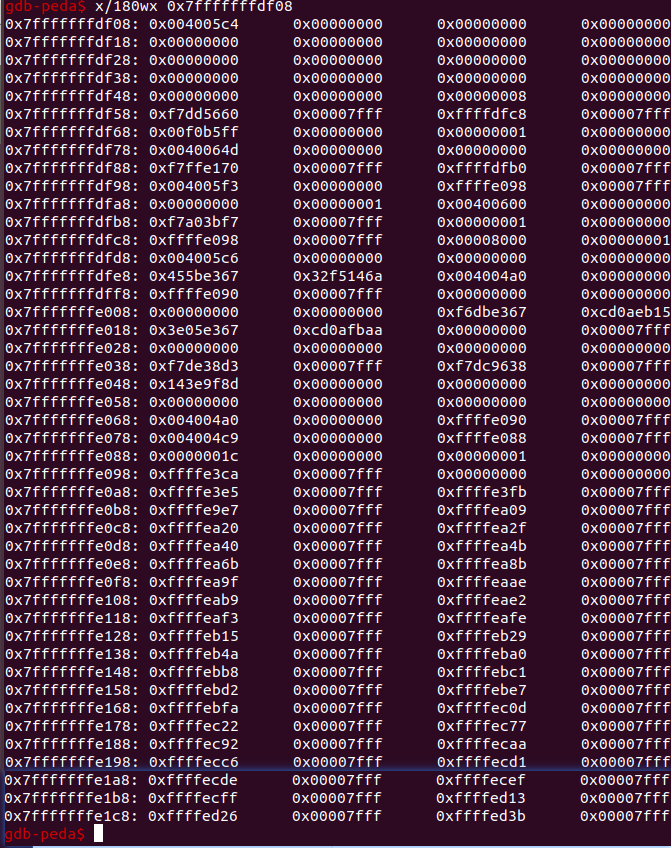 gdb-peda$ x/180wx 0x7fffffffdf08
0x7fffffffdf08: 0x004005c4 0x00000000 0x00000000 0x00000000
0x7fffffffdf18: 0x00000000 0x00000000 0x00000000 0x00000000
0x7fffffffdf28: 0x00000000 0x00000000 0x00000000 0x00000000
0x7fffffffdf38: 0x00000000 0x00000000 0x00000000 0x00000000
0x7fffffffdf48: 0x00000000 0x00000000 0x00000008 0x00000000
0x7fffffffdf58: 0xf7dd5660 0x00007fff 0xffffdfc8 0x00007fff
0x7fffffffdf68: 0x00f0b5ff 0x00000000 0x00000001 0x00000000
0x7fffffffdf78: 0x0040064d 0x00000000 0x00000000 0x00000000
0x7fffffffdf88: 0xf7ffe170 0x00007fff 0xffffdfb0 0x00007fff
0x7fffffffdf98: 0x004005f3 0x00000000 0xffffe098 0x00007fff
0x7fffffffdfa8: 0x00000000 0x00000001 0x00400600 0x00000000
0x7fffffffdfb8: 0xf7a03bf7 0x00007fff 0x00000001 0x00000000
0x7fffffffdfc8: 0xffffe098 0x00007fff 0x00008000 0x00000001
0x7fffffffdfd8: 0x004005c6 0x00000000 0x00000000 0x00000000
0x7fffffffdfe8: 0x455be367 0x32f5146a 0x004004a0 0x00000000
0x7fffffffdff8: 0xffffe090 0x00007fff 0x00000000 0x00000000
0x7fffffffe008: 0x00000000 0x00000000 0xf6dbe367 0xcd0aeb15
0x7fffffffe018: 0x3e05e367 0xcd0afbaa 0x00000000 0x00007fff
0x7fffffffe028: 0x00000000 0x00000000 0x00000000 0x00000000
0x7fffffffe038: 0xf7de38d3 0x00007fff 0xf7dc9638 0x00007fff
0x7fffffffe048: 0x143e9f8d 0x00000000 0x00000000 0x00000000
0x7fffffffe058: 0x00000000 0x00000000 0x00000000 0x00000000
0x7fffffffe068: 0x004004a0 0x00000000 0xffffe090 0x00007fff
0x7fffffffe078: 0x004004c9 0x00000000 0xffffe088 0x00007fff
0x7fffffffe088: 0x0000001c 0x00000000 0x00000001 0x00000000
0x7fffffffe098: 0xffffe3ca 0x00007fff 0x00000000 0x00000000
0x7fffffffe0a8: 0xffffe3e5 0x00007fff 0xffffe3fb 0x00007fff
0x7fffffffe0b8: 0xffffe9e7 0x00007fff 0xffffea09 0x00007fff
0x7fffffffe0c8: 0xffffea20 0x00007fff 0xffffea2f 0x00007fff
0x7fffffffe0d8: 0xffffea40 0x00007fff 0xffffea4b 0x00007fff
0x7fffffffe0e8: 0xffffea6b 0x00007fff 0xffffea8b 0x00007fff
0x7fffffffe0f8: 0xffffea9f 0x00007fff 0xffffeaae 0x00007fff
0x7fffffffe108: 0xffffeab9 0x00007fff 0xffffeae2 0x00007fff
0x7fffffffe118: 0xffffeaf3 0x00007fff 0xffffeafe 0x00007fff
0x7fffffffe128: 0xffffeb15 0x00007fff 0xffffeb29 0x00007fff
0x7fffffffe138: 0xffffeb4a 0x00007fff 0xffffeba0 0x00007fff
0x7fffffffe148: 0xffffebb8 0x00007fff 0xffffebc1 0x00007fff
0x7fffffffe158: 0xffffebd2 0x00007fff 0xffffebe7 0x00007fff
0x7fffffffe168: 0xffffebfa 0x00007fff 0xffffec0d 0x00007fff
0x7fffffffe178: 0xffffec22 0x00007fff 0xffffec77 0x00007fff
0x7fffffffe188: 0xffffec92 0x00007fff 0xffffecaa 0x00007fff
0x7fffffffe198: 0xffffecc6 0x00007fff 0xffffecd1 0x00007fff
0x7fffffffe1a8: 0xffffecde 0x00007fff 0xffffecef 0x00007fff
0x7fffffffe1b8: 0xffffecff 0x00007fff 0xffffed13 0x00007fff
0x7fffffffe1c8: 0xffffed26 0x00007fff 0xffffed3b 0x00007fff
gdb-peda$